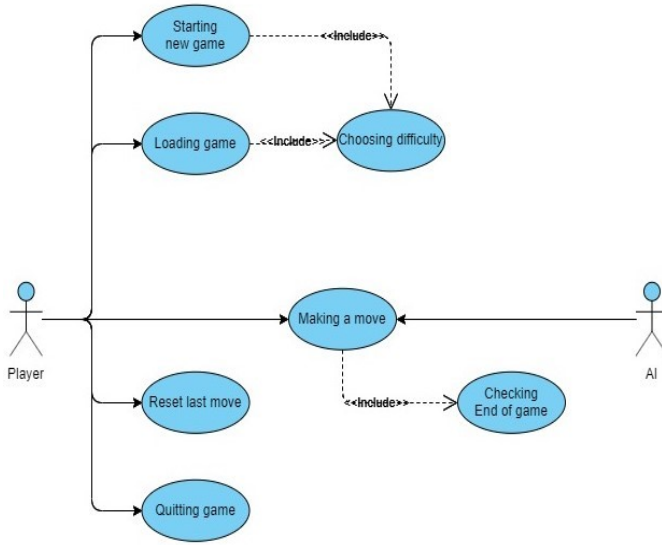 Starting
new game
<<Include>>
Loading game
<<Include>>
Choosing difficulty
Making a move
Player
AI
Reset last move
<<Include>>
Checking
End of game
Quitting game